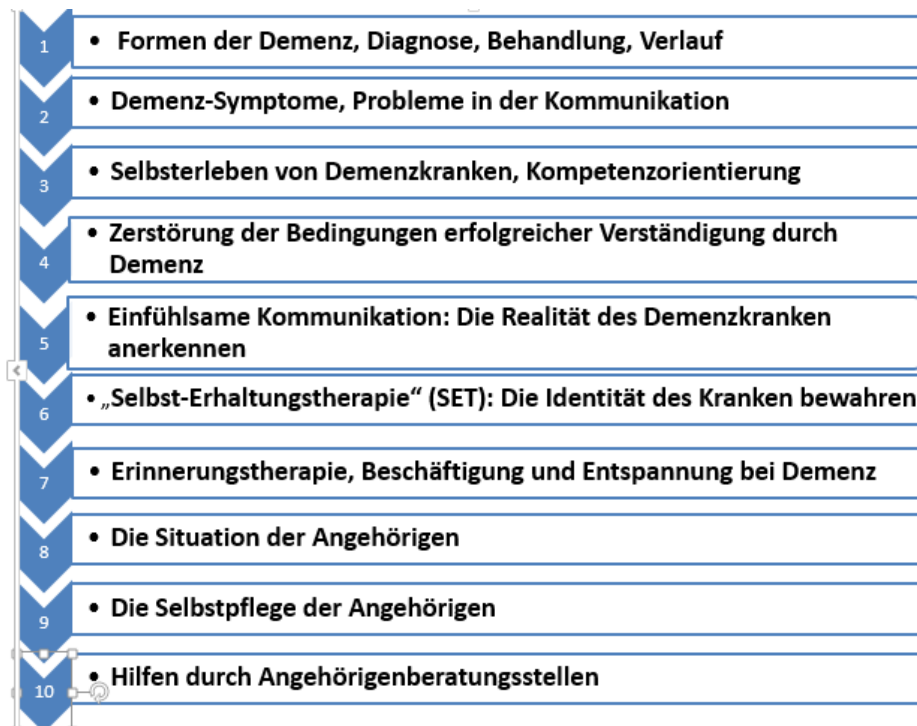 1
• Formen der Demenz, Diagnose, Behandlung, Verlauf
2
• Demenz-Symptome, Probleme in der Kommunikation
3
• Selbsterleben von Demenzkranken, Kompetenzorientierung
4
• Zerstörung der Bedingungen erfolgreicher Verständigung durch
Demenz
5
• Einfühlsame Kommunikation: Die Realität des Demenzkranken
anerkennen
6
• „Selbst-Erhaltungstherapie“ (SET): Die Identität des Kranken bewahren
7
• Erinnerungstherapie, Beschäftigung und Entspannung bei Demenz
8
• Die Situation der Angehörigen
9
• Die Selbstpflege der Angehörigen
10
• Hilfen durch Angehörigenberatungsstellen